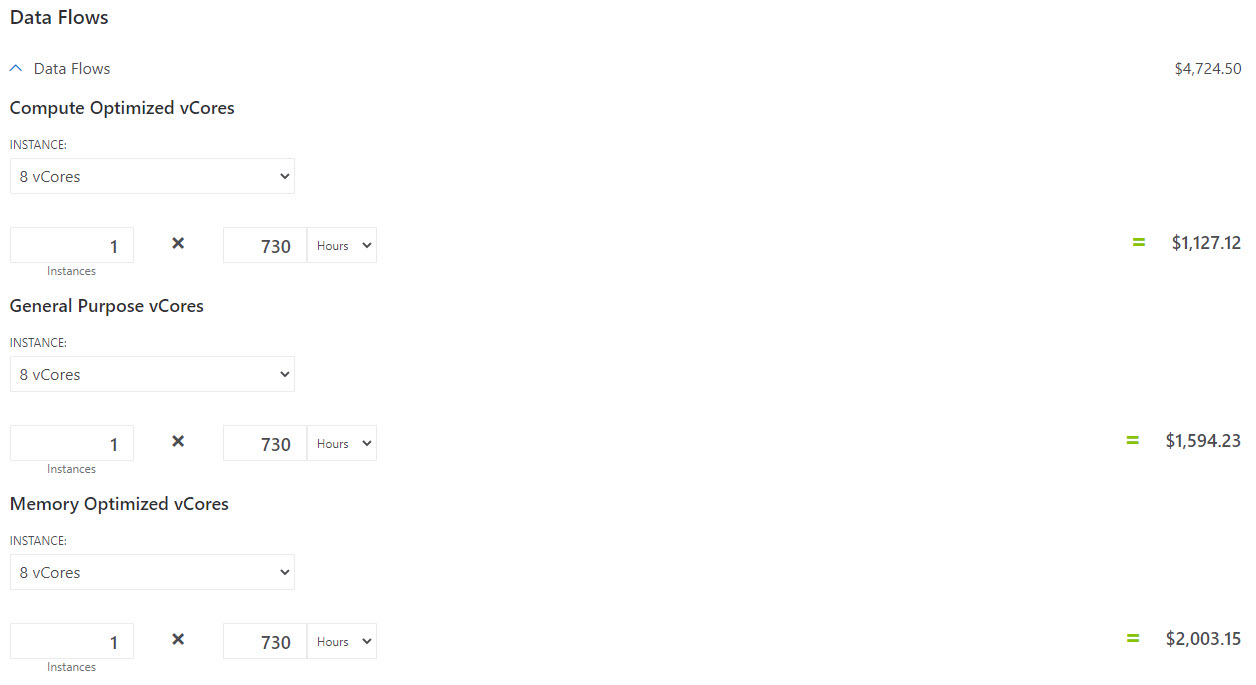 Data Flows
Data Flows $4,724.50
Compute Optimized vCores
INSTANCE:
8 vCores
1 × 730 Hours = $1,127.12
Instances
General Purpose vCores
INSTANCE:
8 vCores
1 × 730 Hours = $1,594.23
Instances
Memory Optimized vCores
INSTANCE:
8 vCores
1 × 730 Hours = $2,003.15
Instances